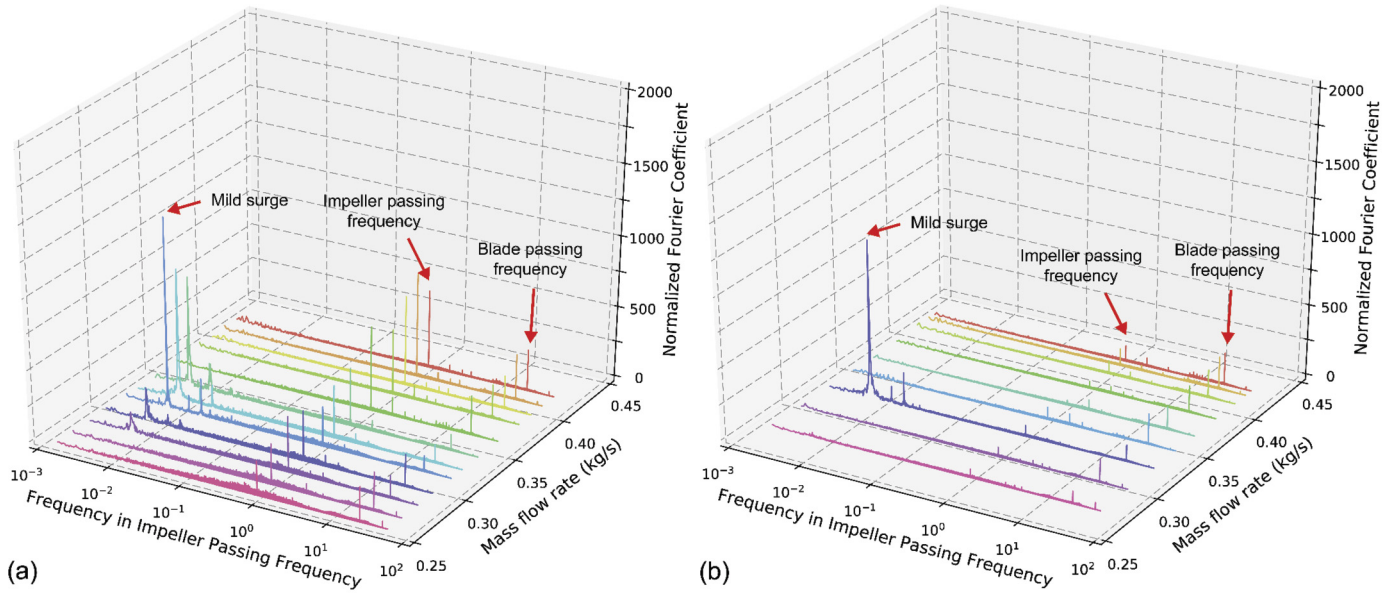 2000
1500
1000
500
0
Normalized Fourier Coefficient
Mild surge
Impeller passing
frequency
Blade passing
frequency
0.45
0.40
0.35
0.30
0.25
Mass flow rate (kg/s)
10⁻³
10⁻²
10⁻¹
10⁰
10¹
10²
Frequency in Impeller Passing Frequency
(a)
2000
1500
1000
500
0
Normalized Fourier Coefficient
Mild surge
Impeller passing
frequency
Blade passing
frequency
0.45
0.40
0.35
0.30
0.25
Mass flow rate (kg/s)
10⁻³
10⁻²
10⁻¹
10⁰
10¹
10²
Frequency in Impeller Passing Frequency
(b)